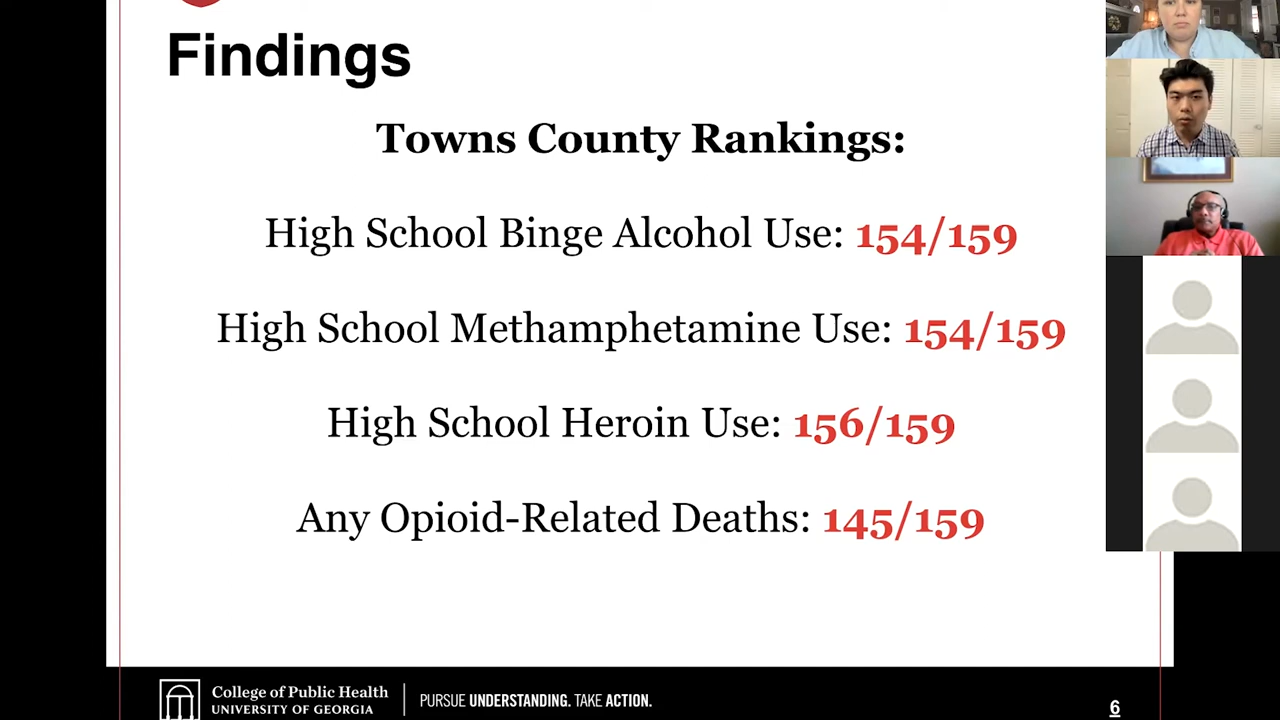 Findings
Towns County Rankings:
High School Binge Alcohol Use: 154/159
High School Methamphetamine Use: 154/159
High School Heroin Use: 156/159
Any Opioid-Related Deaths: 145/159
College of Public Health
UNIVERSITY OF GEORGIA
PURSUE UNDERSTANDING. TAKE ACTION.
6